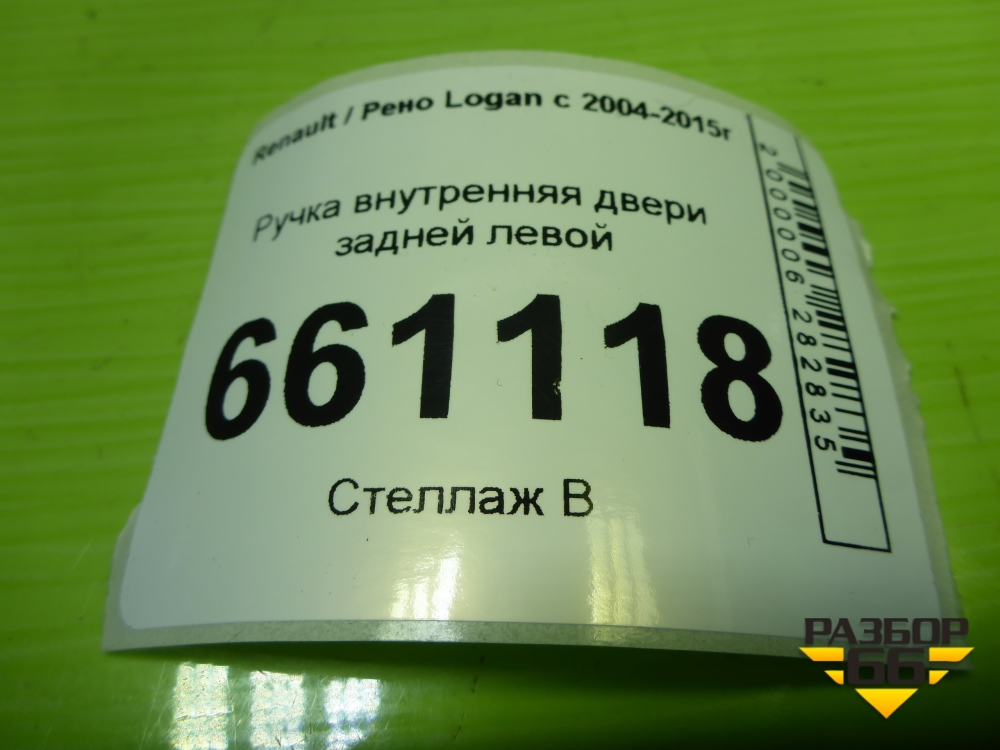 Renault / Рено Logan с 2004-2015г
Ручка внутренняя двери
задней левой
661118
Стеллаж В
2000006282835
РАЗБОР
66